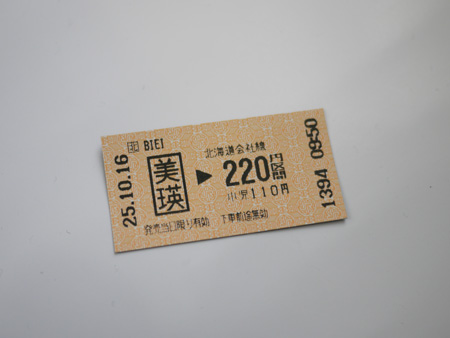 BIEI
北海道会社線
25.10.16
美瑛
▶
220円区間
小児110円
発売当日限り有効 下車前途無効
1394 09-50